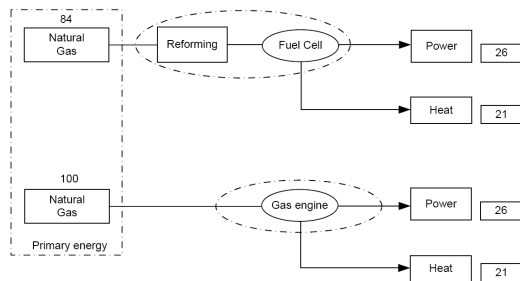 84
Natural
Gas
Reforming
Fuel Cell
Power
26
Heat
21
100
Natural
Gas
Gas engine
Power
26
Primary energy
Heat
21